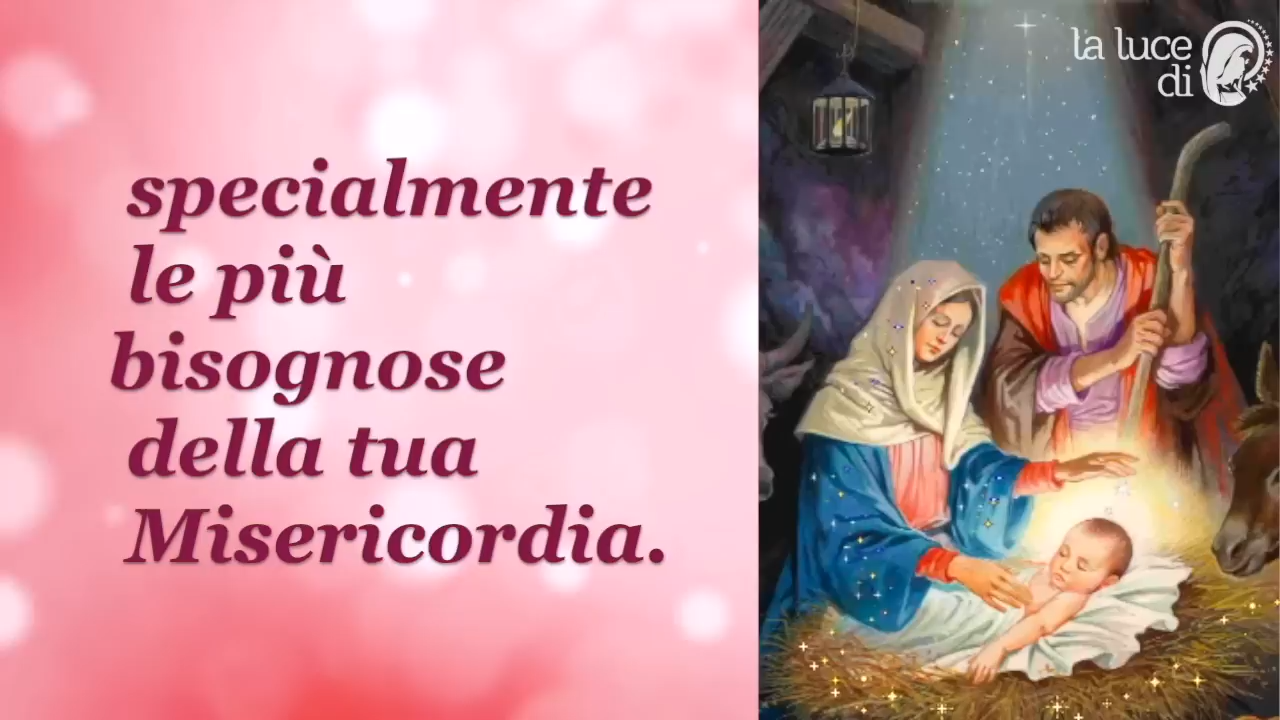 specialmente
le più
bisognose
della tua
Misericordia.
la luce
di